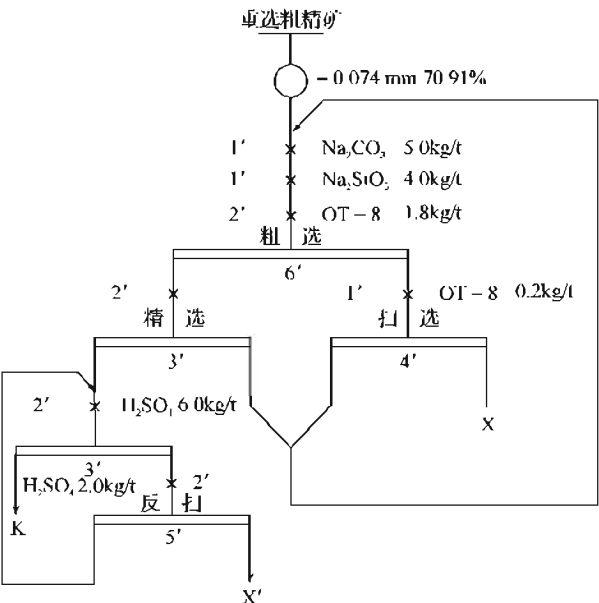 重选粗精矿
- 0.074 mm 70.91%
1′ Na₂CO₃ 5.0kg/t
1′ Na₂SiO₃ 4.0kg/t
2′ OT-8 1.8kg/t
粗 选
6′
2′
1′ OT-8 0.2kg/t
精 选
扫 选
3′
4′
2′ H₂SO₄ 6.0kg/t
X
3′
H₂SO₄ 2.0kg/t 2′
反 扫
K
5′
X′